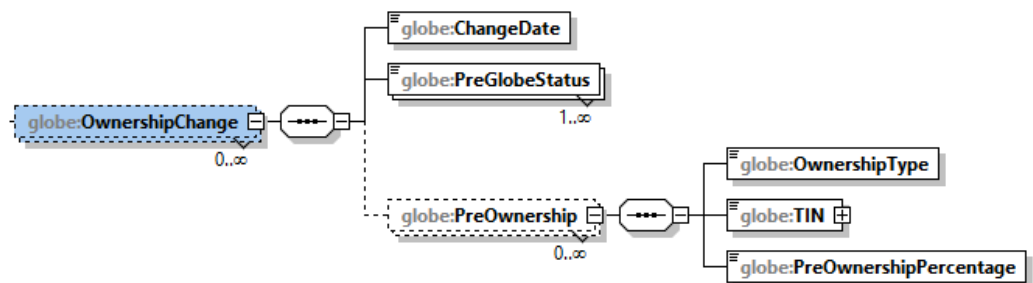 globe:ChangeDate
globe:PreGlobeStatus
1..∞
globe:OwnershipChange
0..∞
globe:OwnershipType
globe:PreOwnership
0..∞
globe:TIN
globe:PreOwnershipPercentage